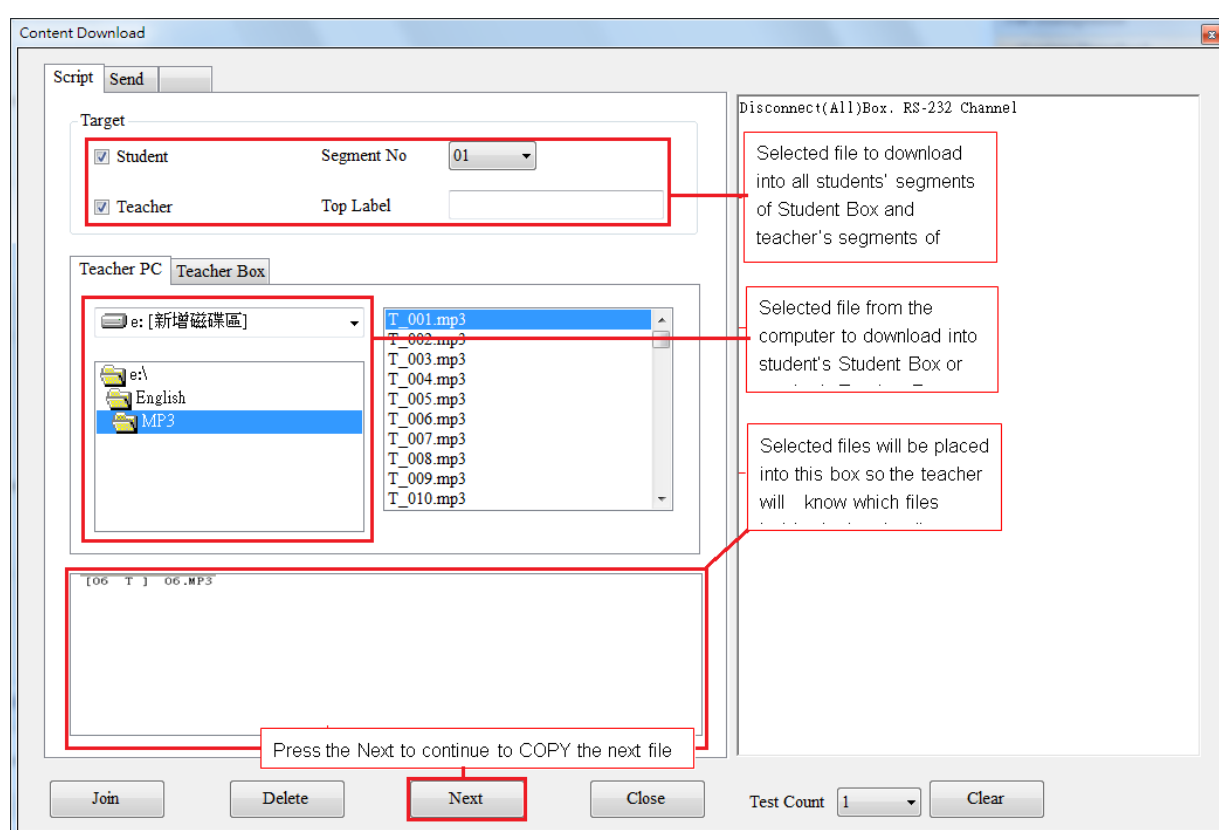 Content Download
Script Send
Target
Student Segment No 01
Teacher Top Label
Teacher PC Teacher Box
e: [新增磁碟區]
e:\
English
MP3
T_001.mp3
T_002.mp3
T_003.mp3
T_004.mp3
T_005.mp3
T_006.mp3
T_007.mp3
T_008.mp3
T_009.mp3
T_010.mp3
[06 T ] 06.MP3
Disconnect(All)Box. RS-232 Channel
Selected file to download
into all students' segments
of Student Box and
teacher's segments of
Selected file from the
computer to download into
student's Student Box or
Selected files will be placed
into this box so the teacher
will know which files
Press the Next to continue to COPY the next file
Join Delete Next Close Test Count 1 Clear